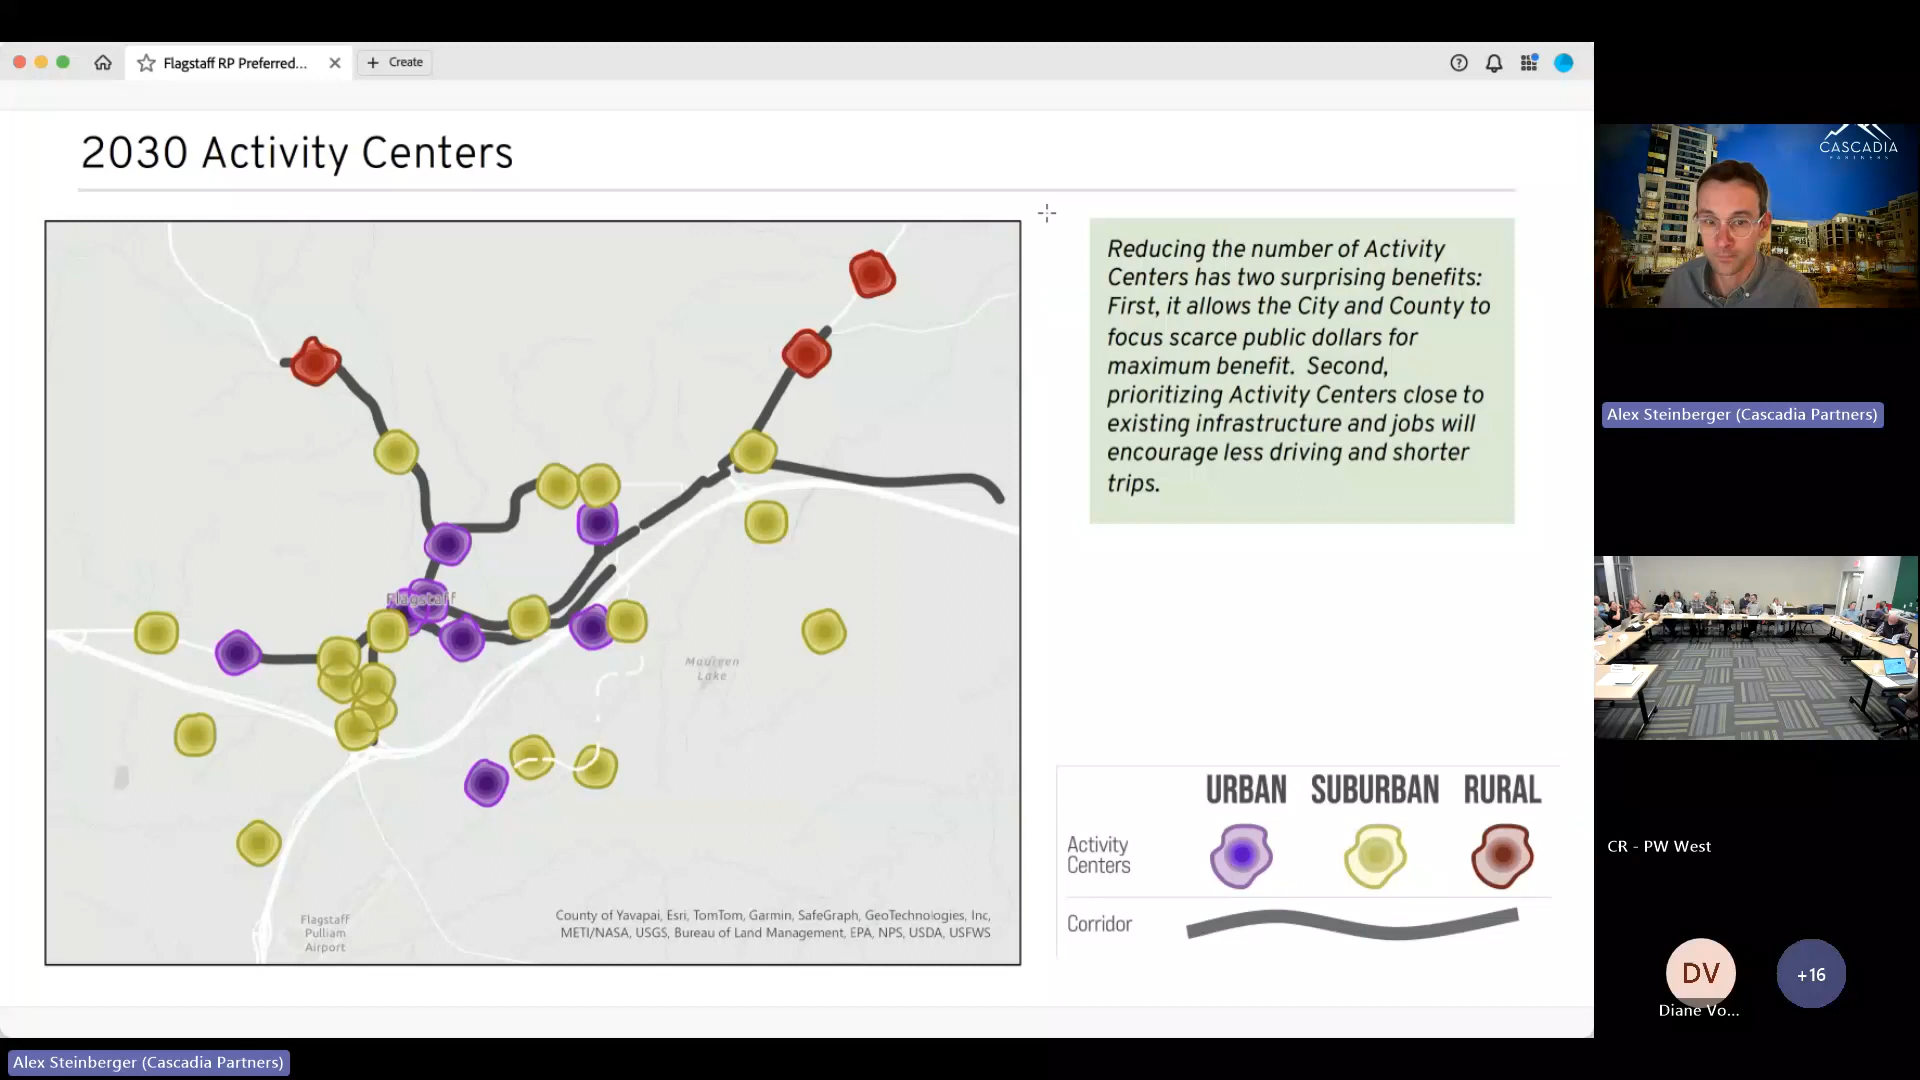 Flagstaff RP Preferred...
Create
2030 Activity Centers
Reducing the number of Activity
Centers has two surprising benefits:
First, it allows the City and County to
focus scarce public dollars for
maximum benefit. Second,
prioritizing Activity Centers close to
existing infrastructure and jobs will
encourage less driving and shorter
trips.
Flagstaff
Maureen
Lake
Flagstaff
Pulliam
Airport
County of Yavapai, Esri, TomTom, Garmin, SafeGraph, GeoTechnologies, Inc,
METI/NASA, USGS, Bureau of Land Management, EPA, NPS, USDA, USFWS
URBAN SUBURBAN RURAL
Activity
Centers
Corridor
CASCADIA
PARTNERS
Alex Steinberger (Cascadia Partners)
CR - PW West
DV
+16
Diane Vo...
Alex Steinberger (Cascadia Partners)